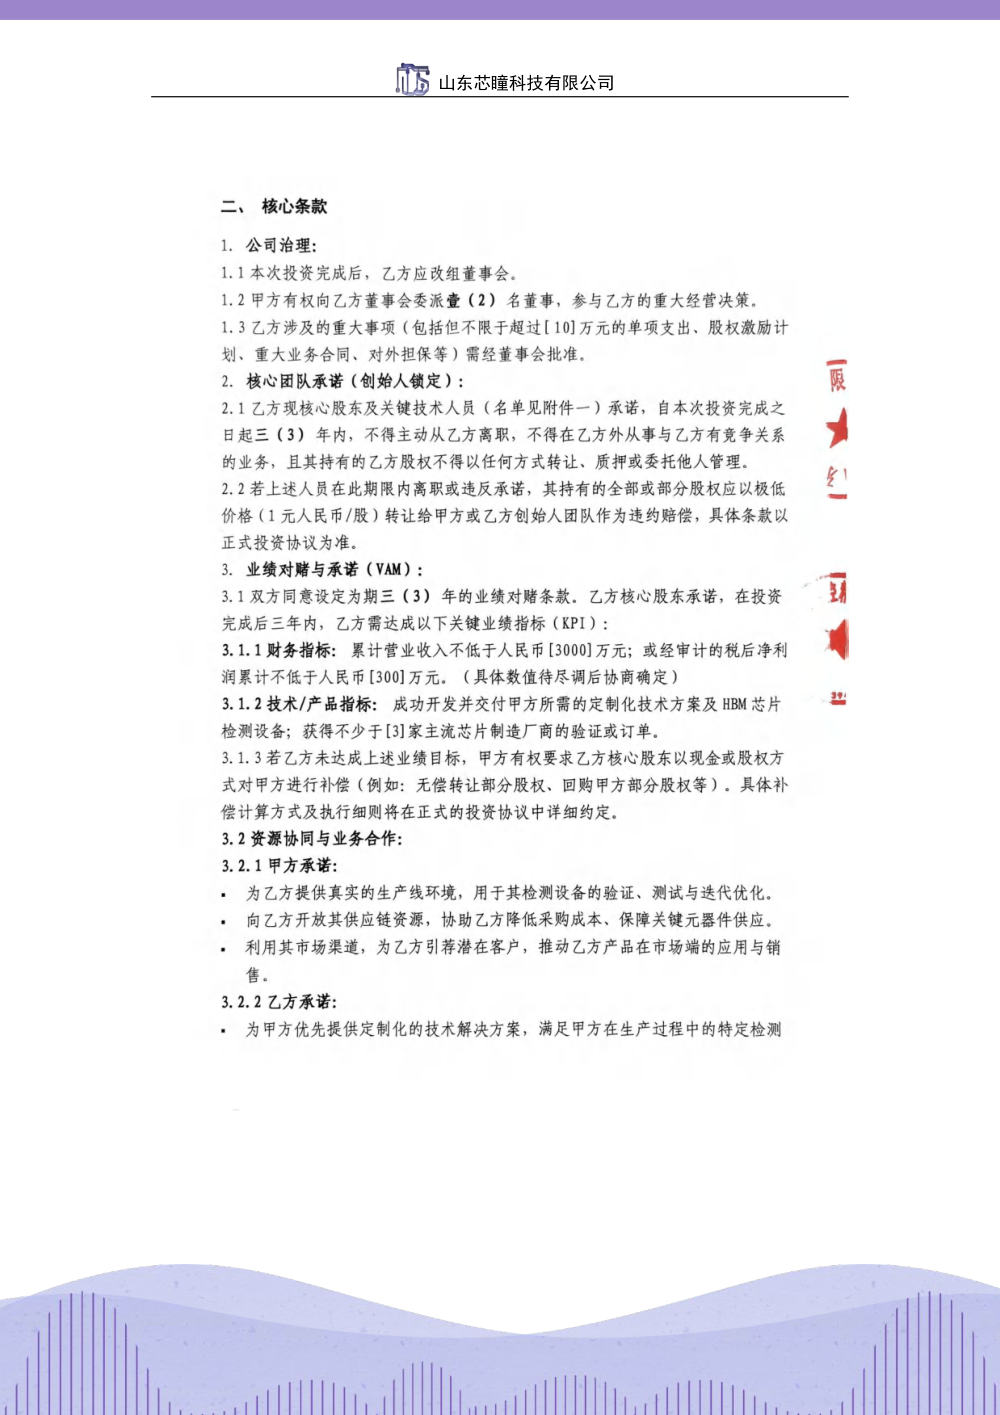 山东芯瞳科技有限公司
二、 核心条款
1. 公司治理:
1.1 本次投资完成后，乙方应改组董事会。
1.2 甲方有权向乙方董事会委派壹（2）名董事，参与乙方的重大经营决策。
1.3 乙方涉及的重大事项（包括但不限于超过[10]万元的单项支出、股权激励计
划、重大业务合同、对外担保等）需经董事会批准。
2. 核心团队承诺（创始人锁定）:
2.1 乙方现核心股东及关键技术人员（名单见附件一）承诺，自本次投资完成之
日起三（3）年内，不得主动从乙方离职，不得在乙方外从事与乙方有竞争关系
的业务，且其持有的乙方股权不得以任何方式转让、质押或委托他人管理。
2.2 若上述人员在此期限内离职或违反承诺，其持有的全部或部分股权应以极低
价格（1 元人民币/股）转让给甲方或乙方创始人团队作为违约赔偿，具体条款以
正式投资协议为准。
3. 业绩对赌与承诺（VAM）:
3.1 双方同意设定为期三（3）年的业绩对赌条款。乙方核心股东承诺，在投资
完成后三年内，乙方需达成以下关键业绩指标（KPI）:
3.1.1 财务指标: 累计营业收入不低于人民币[3000]万元；或经审计的税后净利
润累计不低于人民币[300]万元。（具体数值待尽调后协商确定）
3.1.2 技术/产品指标: 成功开发并交付甲方所需的定制化技术方案及 HBM 芯片
检测设备；获得不少于[3]家主流芯片制造厂商的验证或订单。
3.1.3 若乙方未达成上述业绩目标，甲方有权要求乙方核心股东以现金或股权方
式对甲方进行补偿（例如: 无偿转让部分股权、回购甲方部分股权等）。具体补
偿计算方式及执行细则将在正式的投资协议中详细约定。
3.2 资源协同与业务合作:
3.2.1 甲方承诺:
▪ 为乙方提供真实的生产线环境，用于其检测设备的验证、测试与迭代优化。
▪ 向乙方开放其供应链资源，协助乙方降低采购成本、保障关键元器件供应。
▪ 利用其市场渠道，为乙方引荐潜在客户，推动乙方产品在市场端的应用与销
售。
3.2.2 乙方承诺:
▪ 为甲方优先提供定制化的技术解决方案，满足甲方在生产过程中的特定检测
限